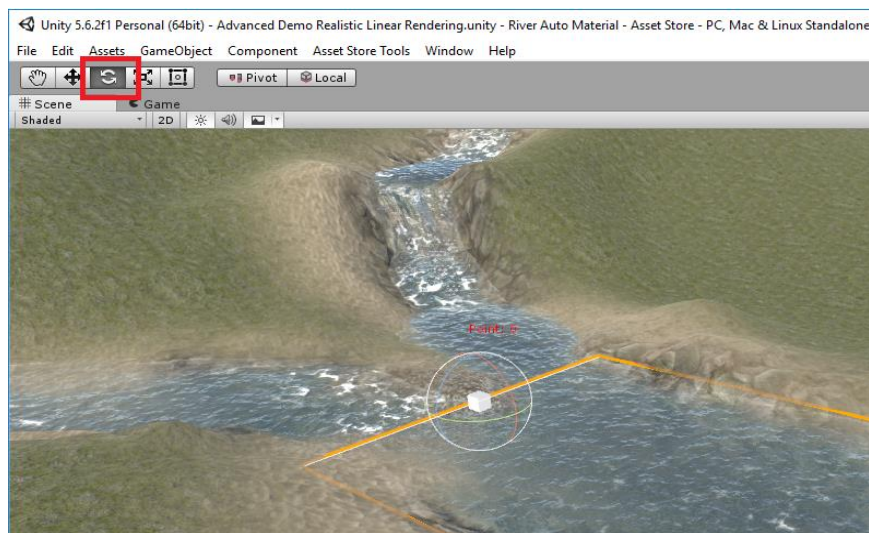 Unity 5.6.2f1 Personal (64bit) - Advanced Demo Realistic Linear Rendering.unity - River Auto Material - Asset Store - PC, Mac & Linux Standalone
File Edit Assets GameObject Component Asset Store Tools Window Help
Pivot Local
Scene Game
Shaded 2D
Point: 6